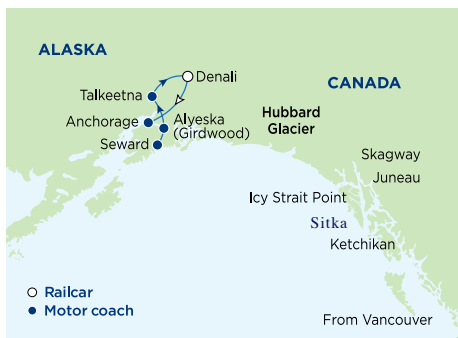 ALASKA
Denali
CANADA
Talkeetna
Anchorage
Alyeska
(Girdwood)
Hubbard
Glacier
Seward
Skagway
Juneau
Icy Strait Point
Sitka
Ketchikan
Railcar
Motor coach
From Vancouver